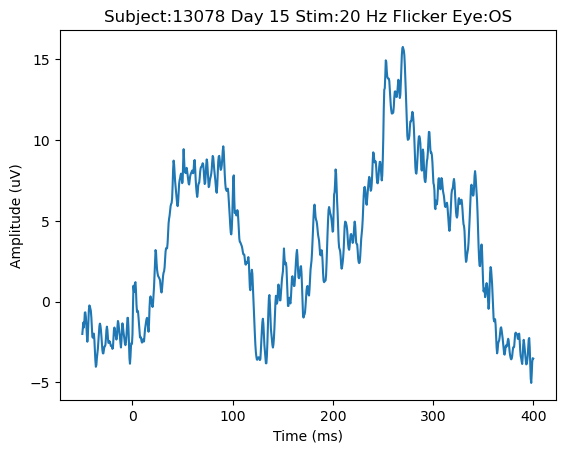 Subject:13078 Day 15 Stim:20 Hz Flicker Eye:OS
15
10
5
0
−5
Amplitude (uV)
0 100 200 300 400
Time (ms)